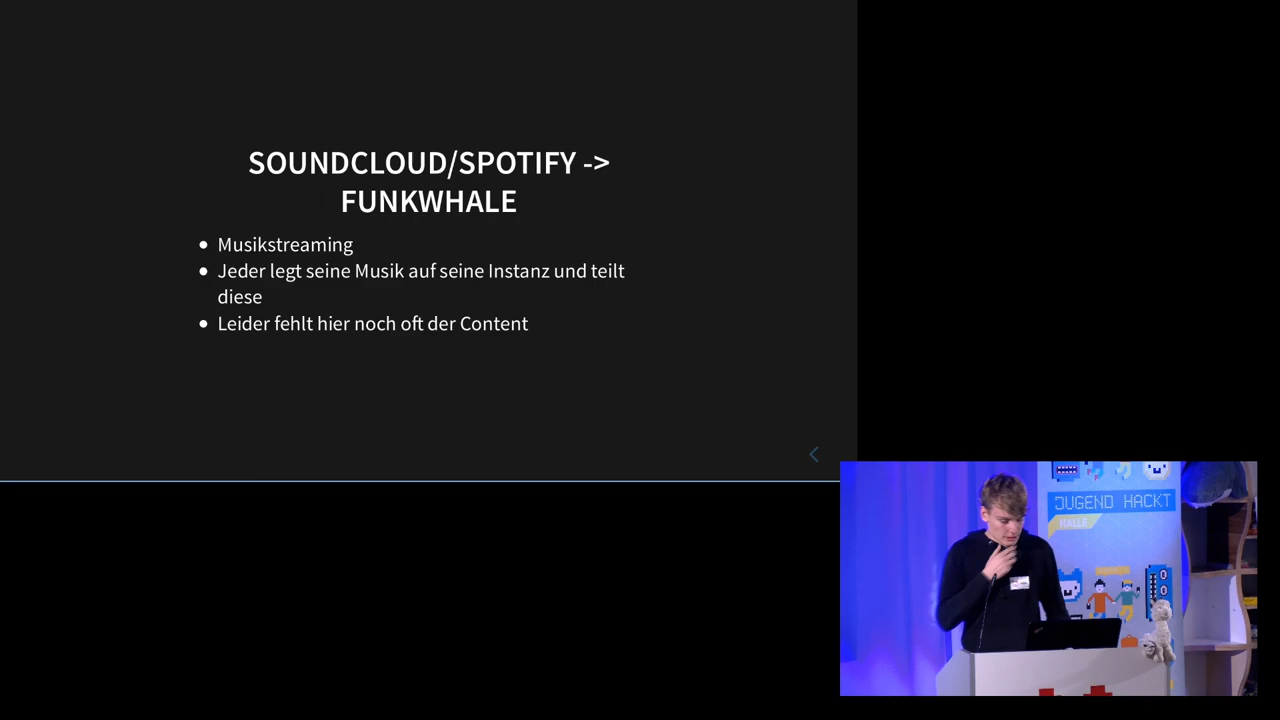 SOUNDCLOUD/SPOTIFY ->
FUNKWHALE
Musikstreaming
Jeder legt seine Musik auf seine Instanz und teilt
diese
Leider fehlt hier noch oft der Content
JUGEND HACKT
HALLE